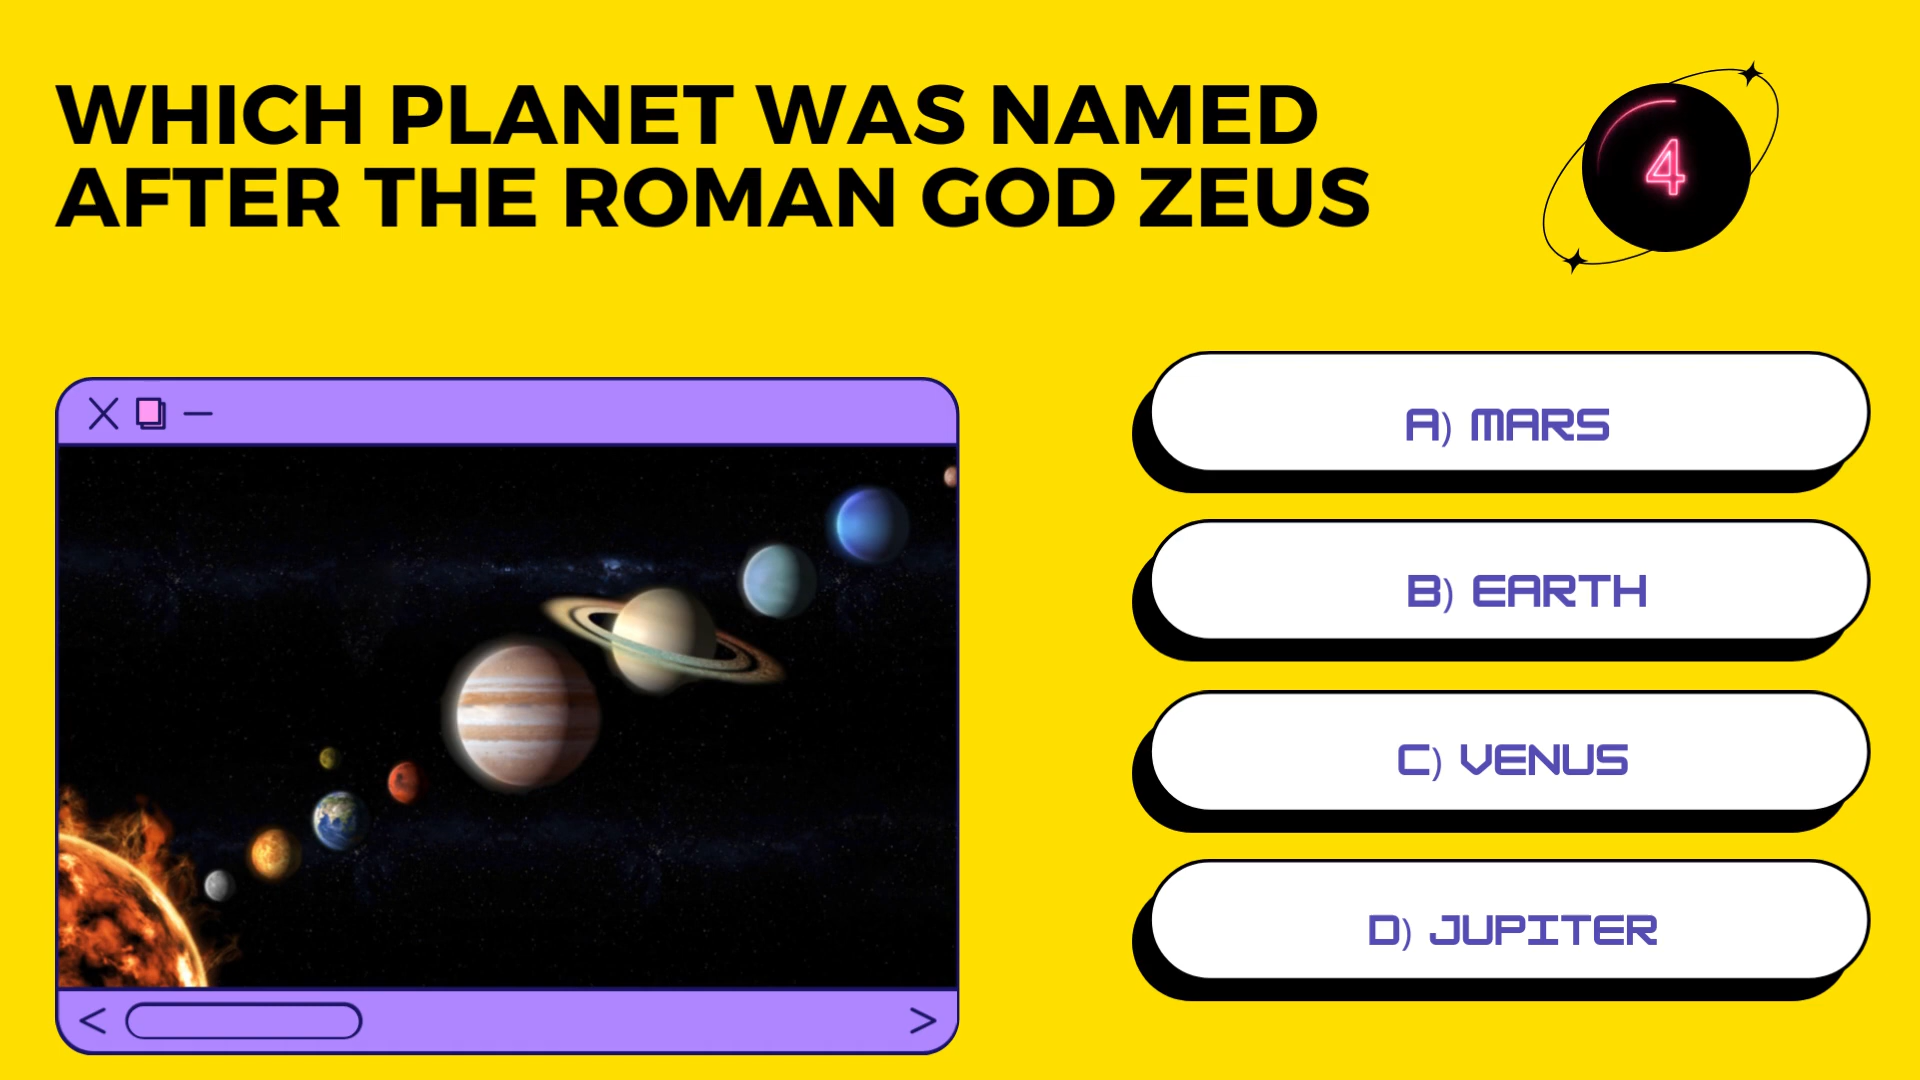 WHICH PLANET WAS NAMED
AFTER THE ROMAN GOD ZEUS
4
A) MARS
B) EARTH
C) VENUS
D) JUPITER